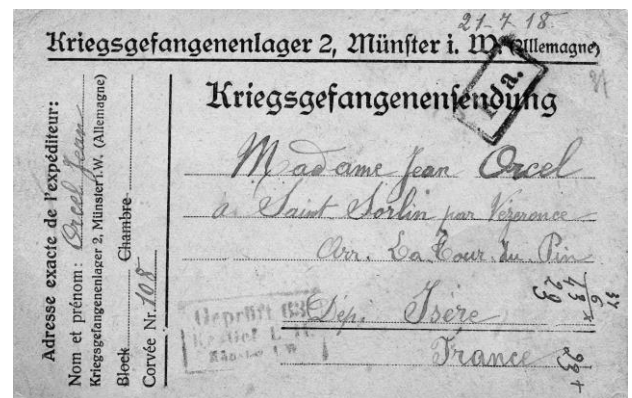 21-7-18.
Kriegsgefangenenlager 2, Münster i. W. (Allemagne)
Kriegsgefangenensendung
Madame Jean Orcel
à Saint Sorlin par Vézeronce
Arr. La Tour du Pin
Dép. Isère
France
Adresse exacte de l'expéditeur:
Nom et prénom: Orcel Jean
Kriegsgefangenenlager 2, Münster i. W. (Allemagne)
Block Chambre
Corvée Nr. 108
Geprüft